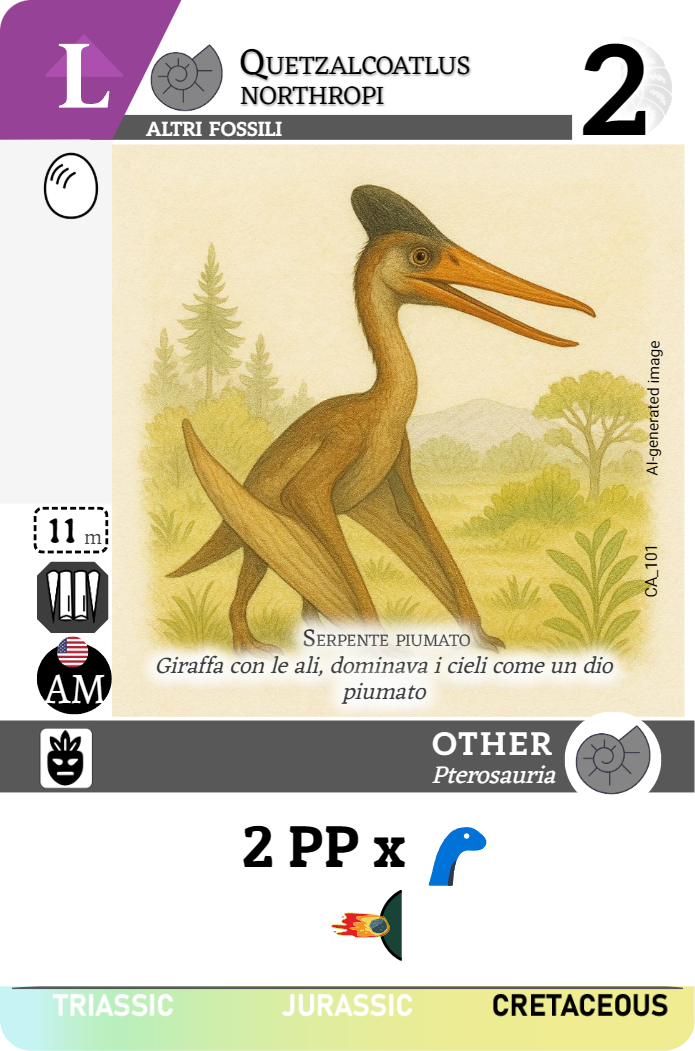 L
QUETZALCOATLUS
NORTHROPI
2
ALTRI FOSSILI
11 m
AM
AI-generated image
CA_101
SERPENTE PIUMATO
Giraffa con le ali, dominava i cieli come un dio
piumato
OTHER
Pterosauria
2 PP x
TRIASSIC JURASSIC CRETACEOUS